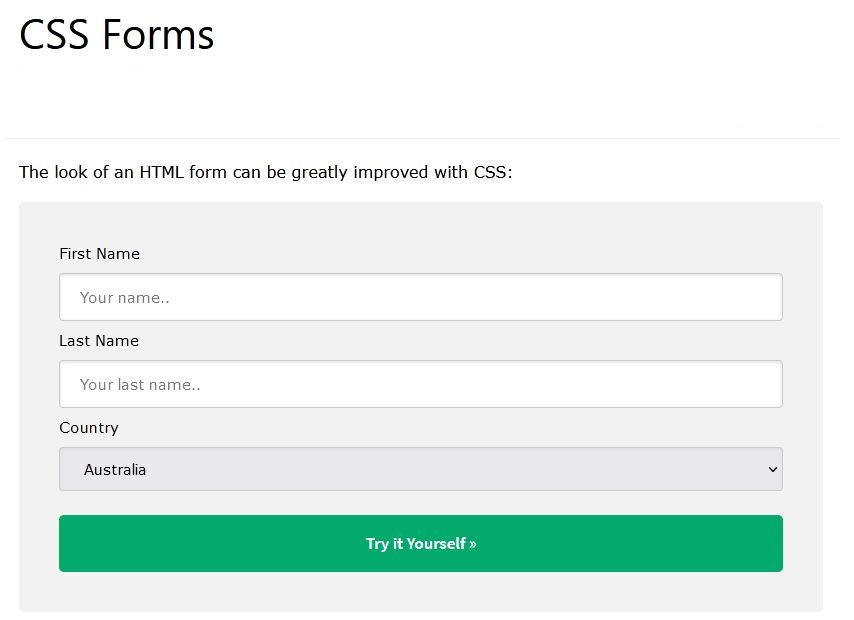 CSS Forms
The look of an HTML form can be greatly improved with CSS:
First Name
Your name..
Last Name
Your last name..
Country
Australia
Try it Yourself »